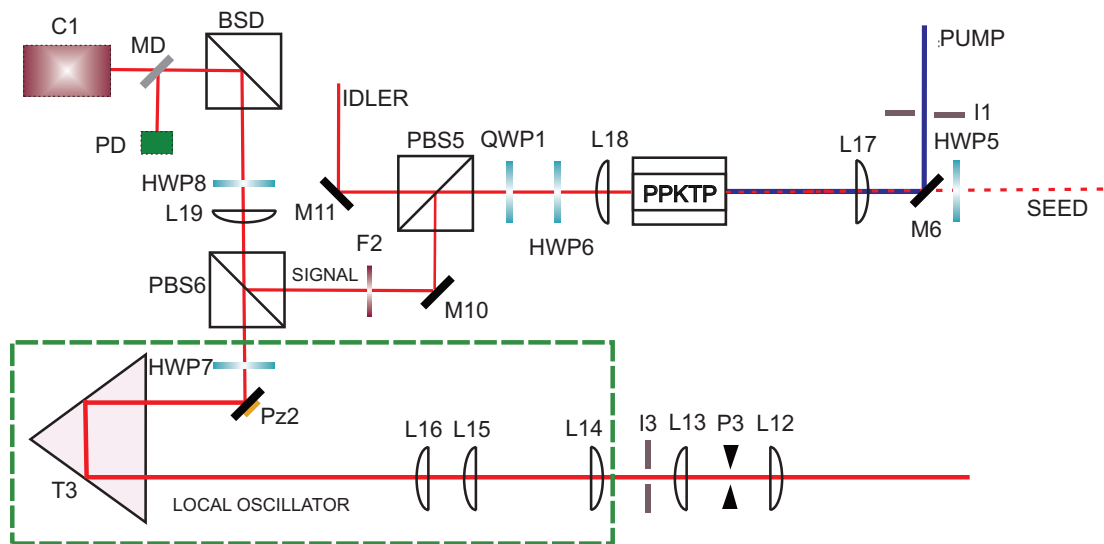 C1
MD
BSD
PD
HWP8
L19
PBS6
IDLER
M11
PBS5
QWP1
L18
HWP6
PPKTP
L17
PUMP
I1
HWP5
M6
SEED
F2
SIGNAL
M10
HWP7
Pz2
T3
LOCAL OSCILLATOR
L16
L15
L14
I3
L13
P3
L12